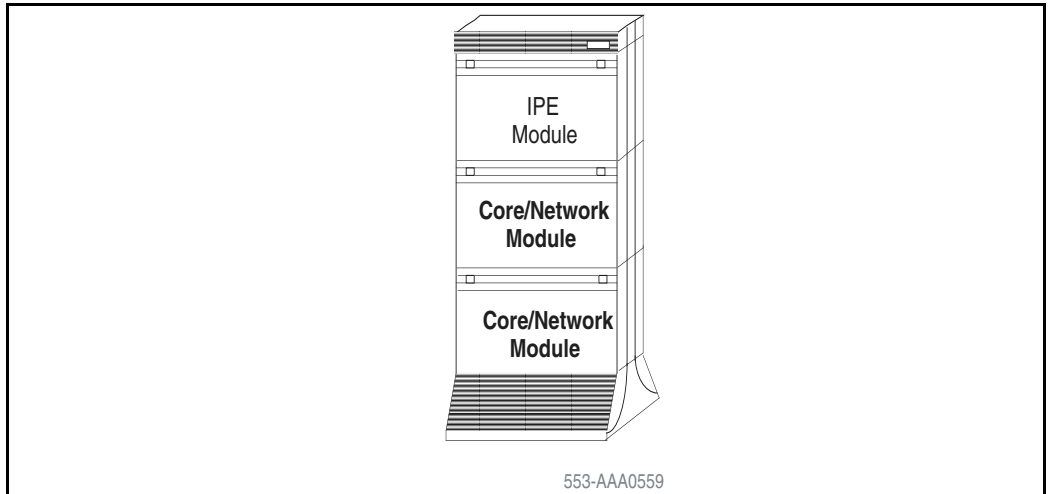 IPE
Module
Core/Network
Module
Core/Network
Module
553-AAA0559